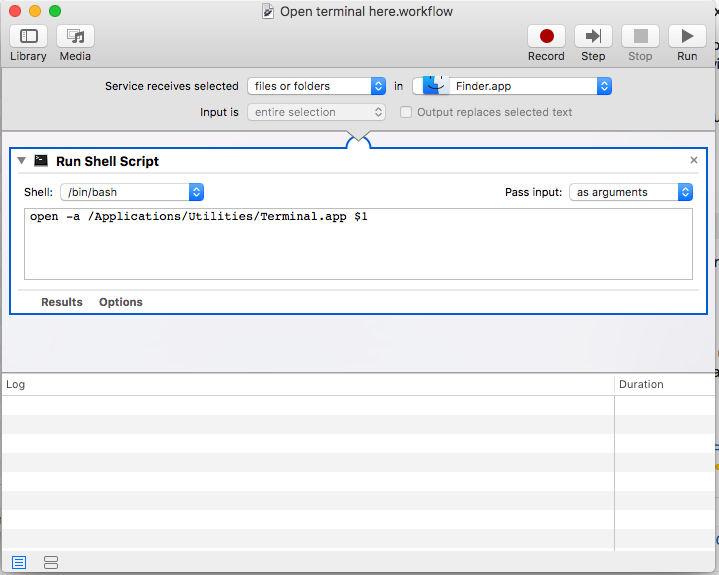 Open terminal here.workflow
Library Media Record Step Stop Run
Service receives selected files or folders in Finder.app
Input is entire selection Output replaces selected text
Run Shell Script
Shell: /bin/bash Pass input: as arguments
open -a /Applications/Utilities/Terminal.app $1
Results Options
Log Duration